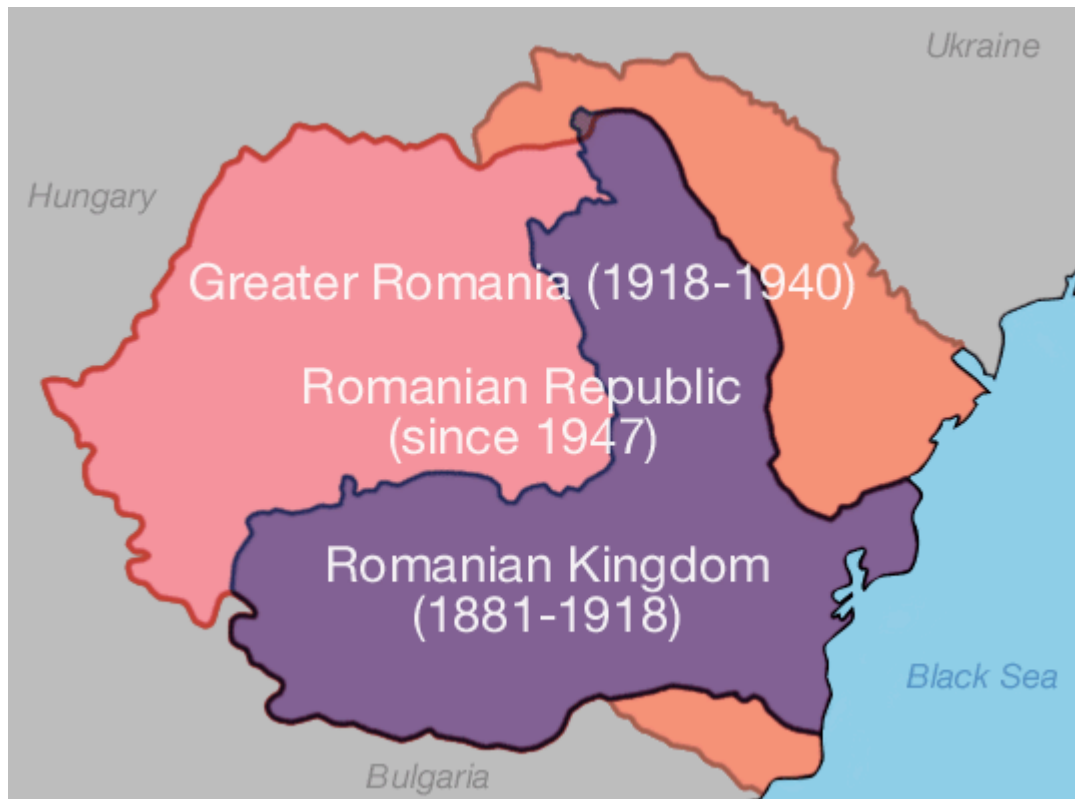 Ukraine
Hungary
Greater Romania (1918-1940)
Romanian Republic
(since 1947)
Romanian Kingdom
(1881-1918)
Black Sea
Bulgaria